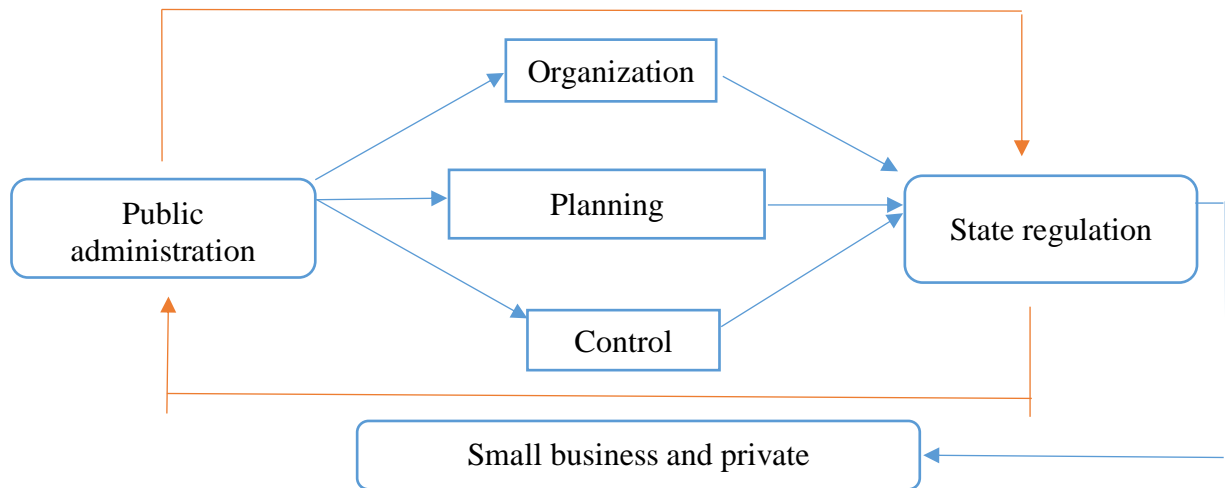 Organization
Public
administration
Planning
State regulation
Control
Small business and private